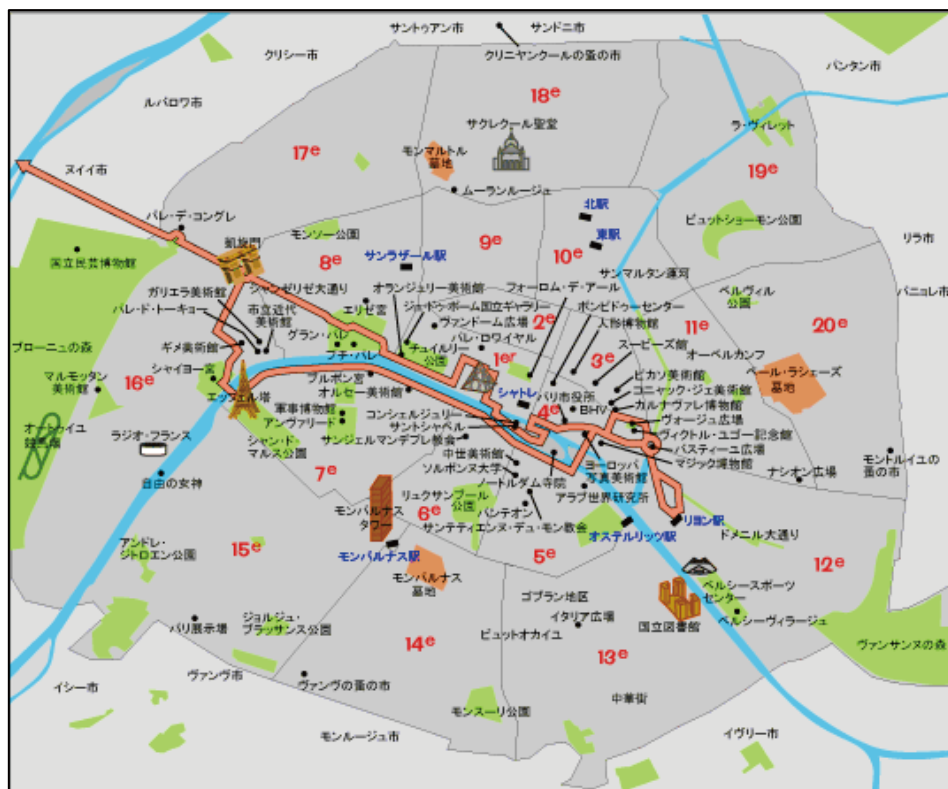 サントゥアン市
サンドニ市
クリシー市
クリニャンクールの蚤の市
パンタン市
ルバロワ市
18e
サクレクール聖堂
ラ・ヴィレット
17e
モンマルトル
墓地
ヌイイ市
19e
ムーランルージュ
パレ・デ・コングレ
北駅
ビュットショーモン公園
凱旋門
モンソー公園
9e
東駅
リラ市
国立民芸博物館
8e
サンラザール駅
10e
サンマルタン運河
ガリエラ美術館
シャンゼリゼ大通り
オランジュリー美術館
フォーロム・デ・アール
ベルヴィル
公園
バニョレ市
パレ・ド・トーキョー
市立近代
美術館
エリゼ宮
ジュ・ドゥ・ポーム国立ギャラリー
ポンピドゥーセンター
グラン・パレ
ヴァンドーム広場
2e
人形博物館
11e
20e
ブローニュの森
ギメ美術館
プチ・パレ
チュイルリー
公園
パレ・ロワイヤル
1er
3e
スービーズ館
オーベルカンフ
マルモッタン
美術館
16e
シャイヨー宮
ブルボン宮
ピカソ美術館
ペール・ラシェーズ
墓地
エッフェル塔
オルセー美術館
シャトレ
パリ市役所
コニャック・ジェ美術館
軍事博物館
コンシェルジュリー
4e
BHV
カルナヴァレ博物館
オートゥイユ
競馬場
アンヴァリード
サントシャペル
ヴォージュ広場
ラジオ・フランス
シャン・ド・
マルス公園
サンジェルマンデプレ教会
ヴィクトル・ユゴー記念館
中世美術館
バスティーユ広場
モントルイユの
蚤の市
7e
ソルボンヌ大学
ヨーロッパ
写真美術館
マジック博物館
ナシオン広場
自由の女神
ノートルダム寺院
リュクサンブール
公園
アラブ世界研究所
モンパルナス
タワー
6e
パンテオン
サンテティエンヌ・デュ・モン教会
リヨン駅
オステルリッツ駅
ドメニル大通り
アンドレ・
シトロエン公園
15e
モンパルナス駅
5e
12e
モンパルナス
墓地
ベルシースポーツ
センター
ゴブラン地区
パリ展示場
ジョルジュ・
ブラッサンス公園
イタリア広場
国立図書館
ベルシーヴィラージュ
14e
ビュットオカイユ
ヴァンサンヌの森
13e
ヴァンヴ市
イシー市
ヴァンヴの蚤の市
中華街
モンスーリ公園
モンルージュ市
イヴリー市